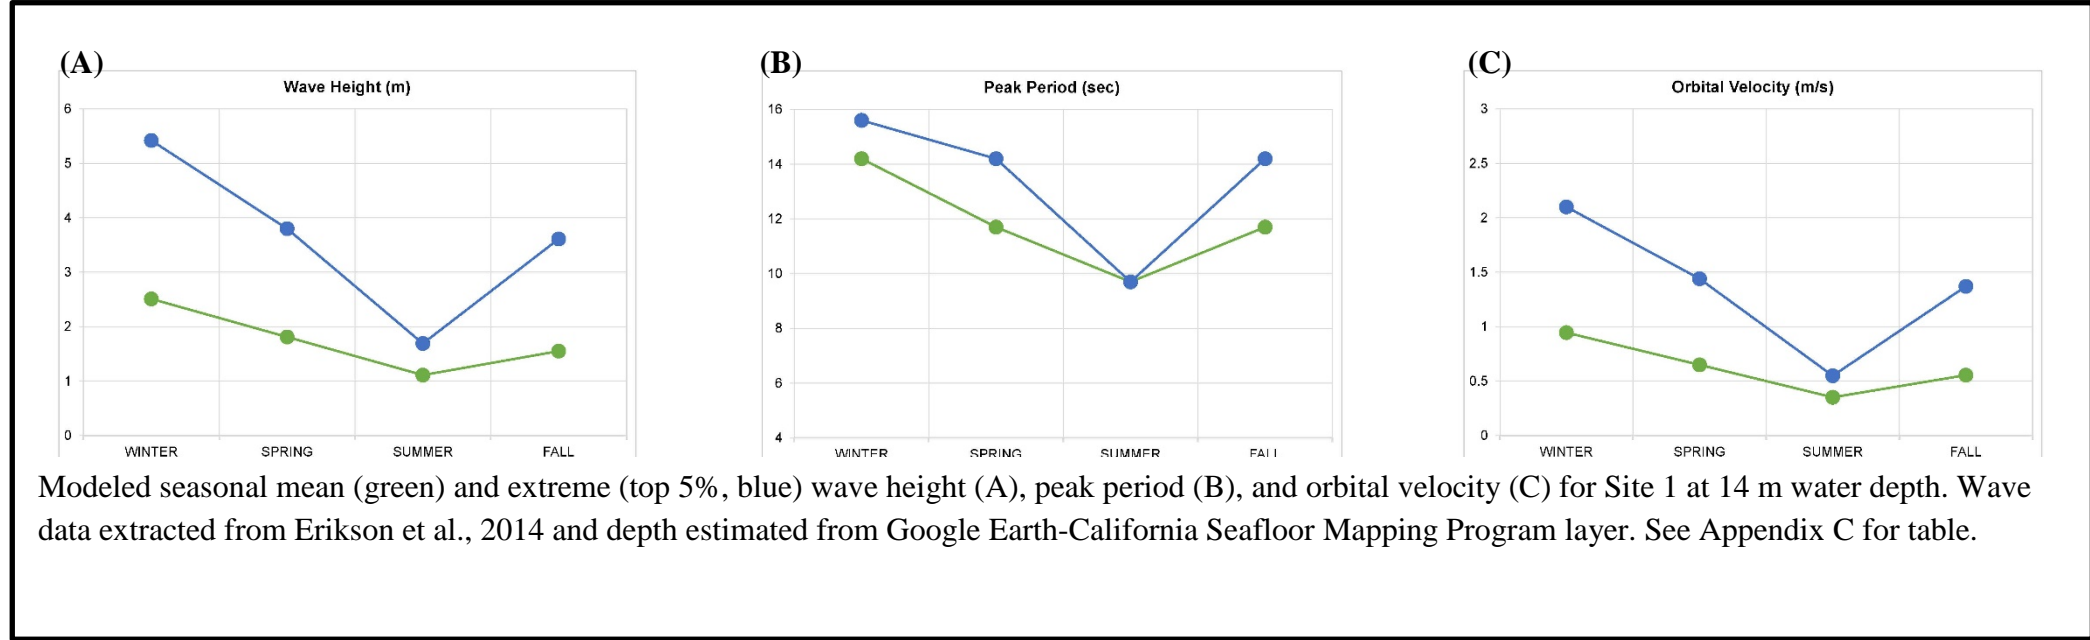 (A)
Wave Height (m)
6
5
4
3
2
1
0
WINTER SPRING SUMMER FALL
(B)
Peak Period (sec)
16
14
12
10
8
6
4
WINTER SPRING SUMMER FALL
(C)
Orbital Velocity (m/s)
3
2.5
2
1.5
1
0.5
0
WINTER SPRING SUMMER FALL
Modeled seasonal mean (green) and extreme (top 5%, blue) wave height (A), peak period (B), and orbital velocity (C) for Site 1 at 14 m water depth. Wave
data extracted from Erikson et al., 2014 and depth estimated from Google Earth-California Seafloor Mapping Program layer. See Appendix C for table.